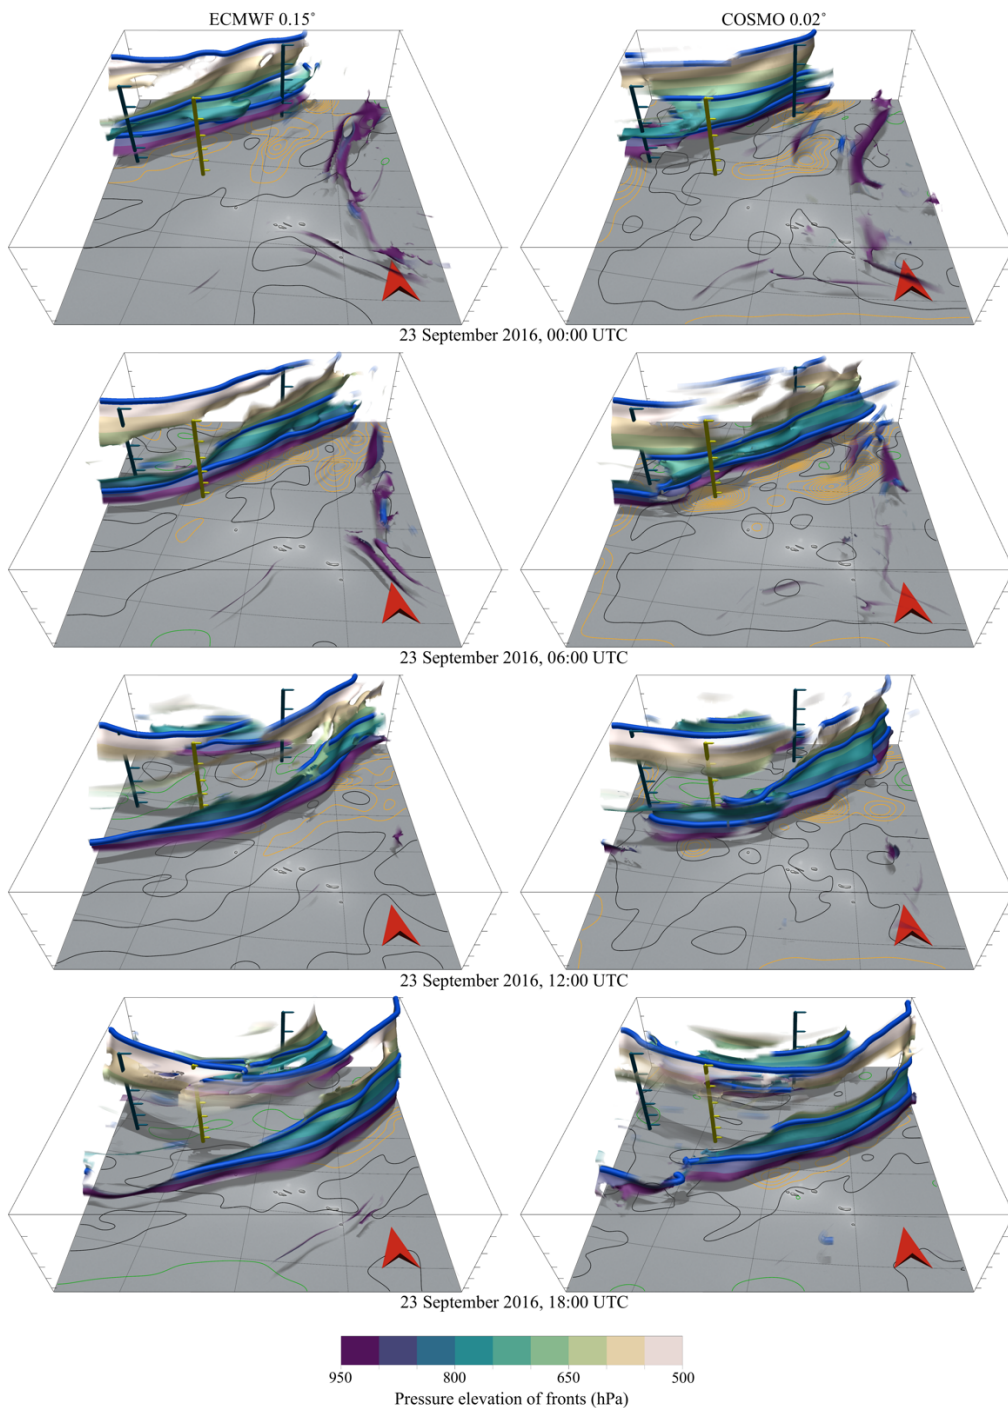 ECMWF 0.15˚ COSMO 0.02˚
23 September 2016, 00:00 UTC
23 September 2016, 06:00 UTC
23 September 2016, 12:00 UTC
23 September 2016, 18:00 UTC
950 800 650 500
Pressure elevation of fronts (hPa)